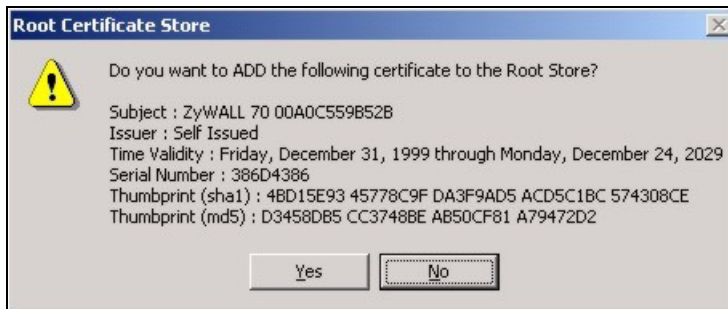 Root Certificate Store
Do you want to ADD the following certificate to the Root Store?
Subject : ZyWALL 70 00A0C559B52B
Issuer : Self Issued
Time Validity : Friday, December 31, 1999 through Monday, December 24, 2029
Serial Number : 386D4386
Thumbprint (sha1) : 4BD15E93 45778C9F DA3F9AD5 ACD5C1BC 574308CE
Thumbprint (md5) : D3458DB5 CC3748BE AB50CF81 A79472D2
Yes
No